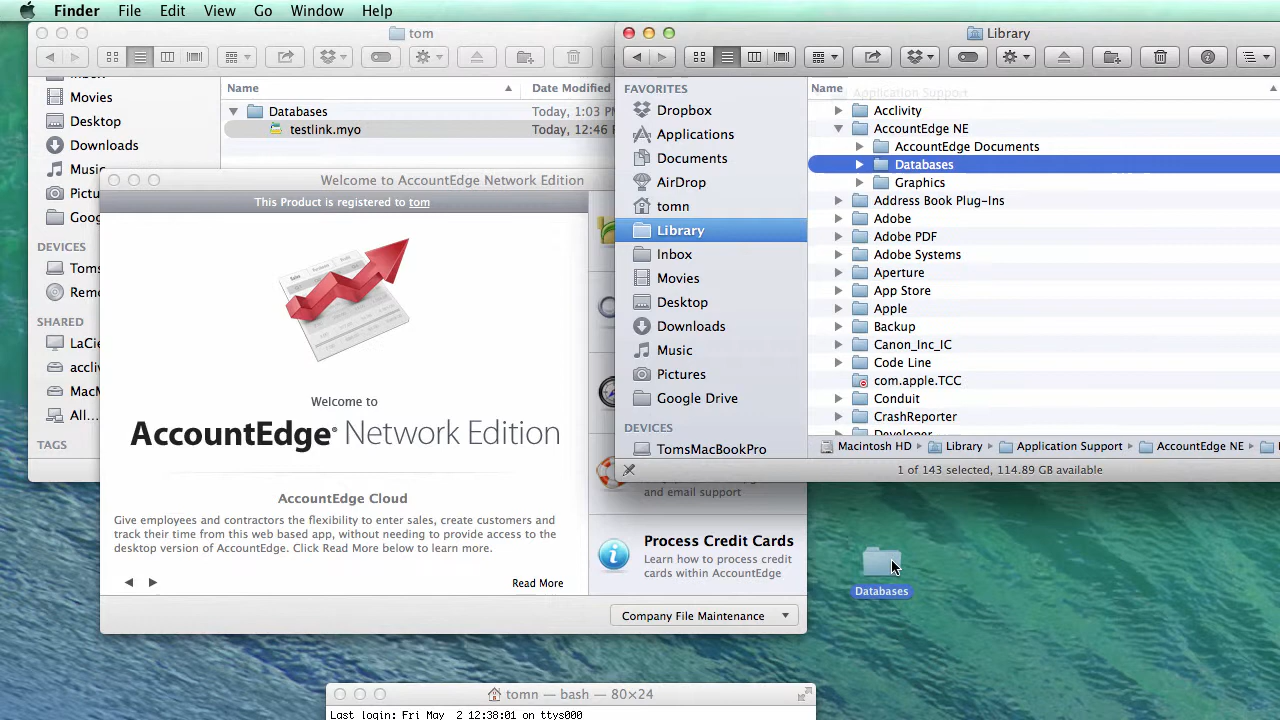 Finder File Edit View Go Window Help
tom
Library
Movies
Desktop
Downloads
Music
DEVICES
SHARED
All...
TAGS
Name Date Modified
Databases Today, 1:03
testlink.myo Today, 12:46
Welcome to AccountEdge Network Edition
This Product is registered to tom
Welcome to
AccountEdge® Network Edition
AccountEdge Cloud
Give employees and contractors the flexibility to enter sales, create customers and
track their time from this web based app, without needing to provide access to the
desktop version of AccountEdge. Click Read More below to learn more.
Read More
and email support
Process Credit Cards
Learn how to process credit
cards within AccountEdge
Company File Maintenance
FAVORITES
Dropbox
Applications
Documents
AirDrop
tomn
Library
Inbox
Movies
Desktop
Downloads
Music
Pictures
Google Drive
DEVICES
TomsMacBookPro
Name
Application Support
Acclivity
AccountEdge NE
AccountEdge Documents
Databases
Graphics
Address Book Plug-Ins
Adobe
Adobe PDF
Adobe Systems
Aperture
App Store
Apple
Backup
Canon_Inc_IC
Code Line
com.apple.TCC
Conduit
CrashReporter
Developer
Macintosh HD Library Application Support AccountEdge NE
1 of 143 selected, 114.89 GB available
Databases
tomn — bash — 80×24
Last login: Fri May 2 12:38:01 on ttys000